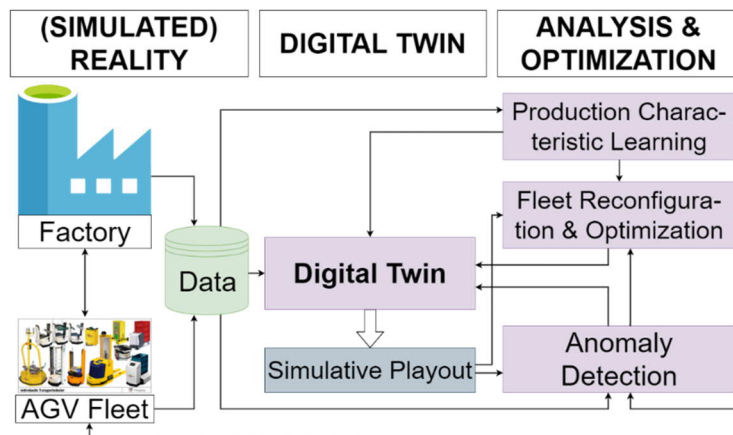 (SIMULATED)
REALITY
DIGITAL TWIN
ANALYSIS &
OPTIMIZATION
Factory
AGV Fleet
Data
Digital Twin
Simulative Playout
Production Charac-
teristic Learning
Fleet Reconfigura-
tion & Optimization
Anomaly
Detection